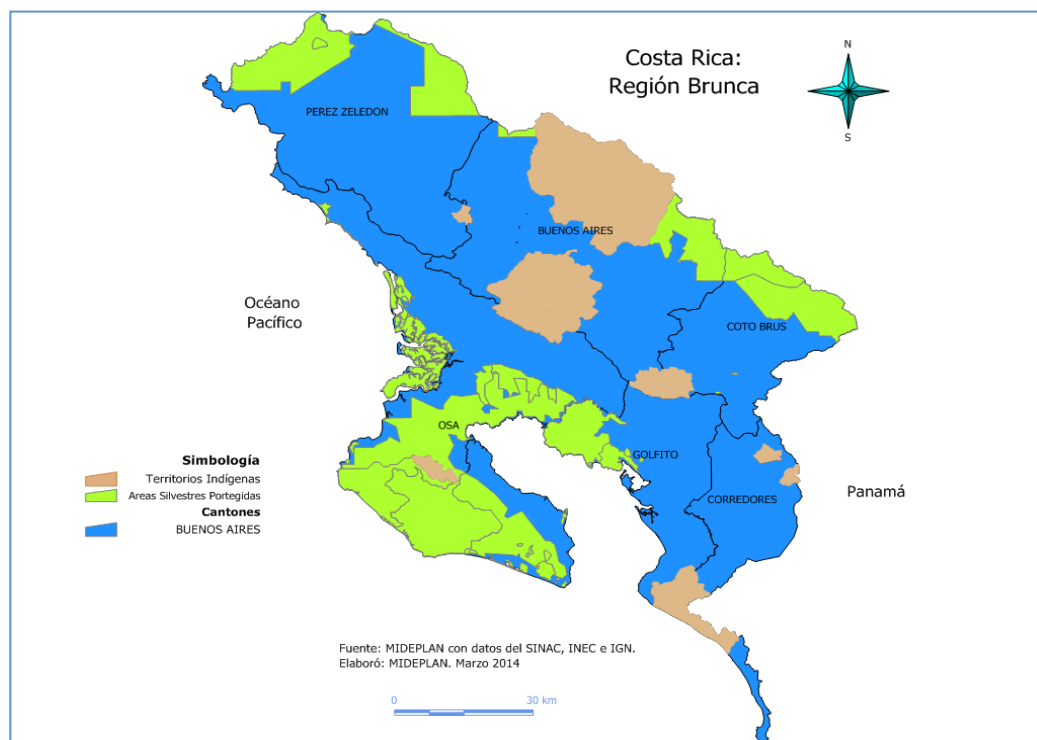 Costa Rica:
Región Brunca
N
S
PEREZ ZELEDON
BUENOS AIRES
Océano
Pacífico
COTO BRUS
OSA
GOLFITO
CORREDORES
Panamá
Simbología
Territorios Indígenas
Areas Silvestres Portegidas
Cantones
BUENOS AIRES
Fuente: MIDEPLAN con datos del SINAC, INEC e IGN.
Elaboró: MIDEPLAN. Marzo 2014
0 30 km